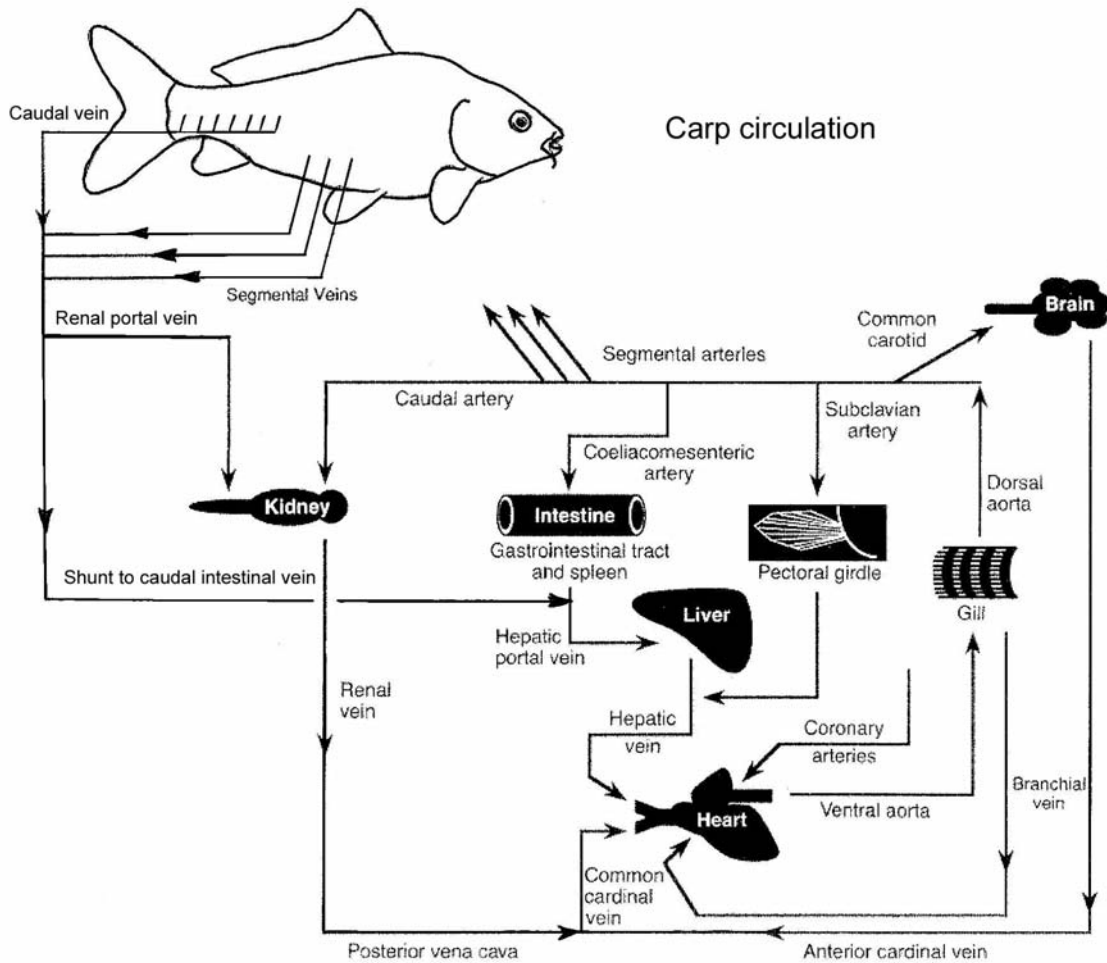 Caudal vein
Carp circulation
Segmental Veins
Renal portal vein
Brain
Common
carotid
Segmental arteries
Caudal artery
Subclavian
artery
Coeliacomesenteric
artery
Dorsal
aorta
Kidney
Intestine
Gastrointestinal tract
and spleen
Pectoral girdle
Shunt to caudal intestinal vein
Gill
Liver
Hepatic
portal vein
Renal
vein
Hepatic
vein
Coronary
arteries
Branchial
vein
Ventral aorta
Heart
Common
cardinal
vein
Posterior vena cava
Anterior cardinal vein